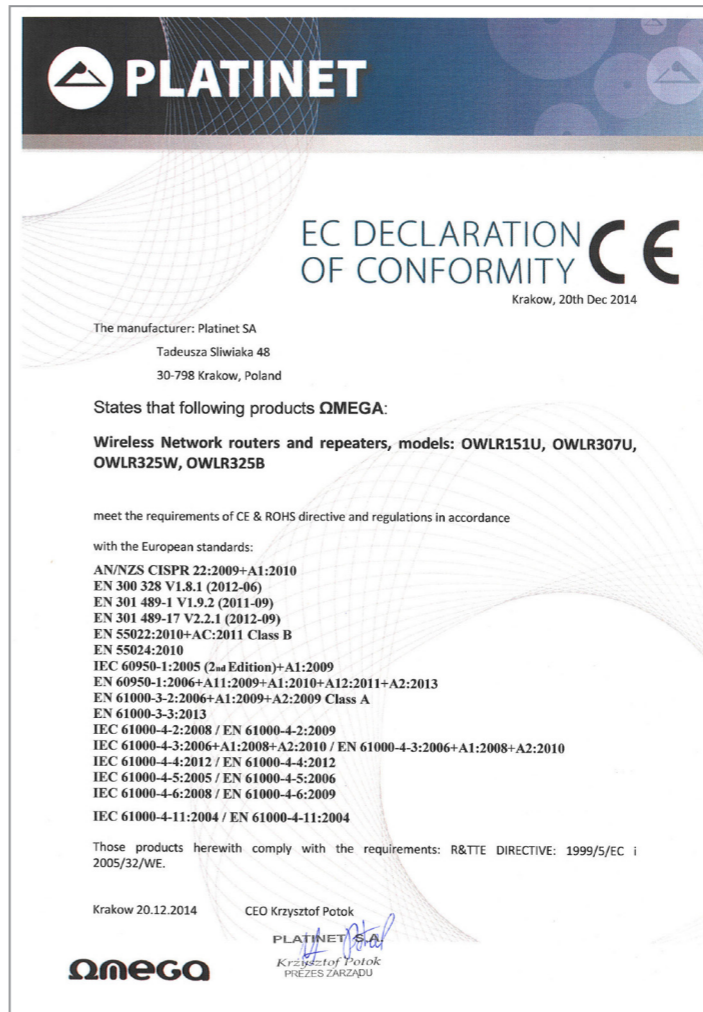 PLATINET
EC DECLARATION
OF CONFORMITY CE
Krakow, 20th Dec 2014
The manufacturer: Platinet SA
Tadeusza Sliwiaka 48
30-798 Krakow, Poland
States that following products ΩMEGA:
Wireless Network routers and repeaters, models: OWLR151U, OWLR307U,
OWLR325W, OWLR325B
meet the requirements of CE & ROHS directive and regulations in accordance
with the European standards:
AN/NZS CISPR 22:2009+A1:2010
EN 300 328 V1.8.1 (2012-06)
EN 301 489-1 V1.9.2 (2011-09)
EN 301 489-17 V2.2.1 (2012-09)
EN 55022:2010+AC:2011 Class B
EN 55024:2010
IEC 60950-1:2005 (2nd Edition)+A1:2009
EN 60950-1:2006+A11:2009+A1:2010+A12:2011+A2:2013
EN 61000-3-2:2006+A1:2009+A2:2009 Class A
EN 61000-3-3:2013
IEC 61000-4-2:2008 / EN 61000-4-2:2009
IEC 61000-4-3:2006+A1:2008+A2:2010 / EN 61000-4-3:2006+A1:2008+A2:2010
IEC 61000-4-4:2012 / EN 61000-4-4:2012
IEC 61000-4-5:2005 / EN 61000-4-5:2006
IEC 61000-4-6:2008 / EN 61000-4-6:2009
IEC 61000-4-11:2004 / EN 61000-4-11:2004
Those products herewith comply with the requirements: R&TTE DIRECTIVE: 1999/5/EC i
2005/32/WE.
Krakow 20.12.2014 CEO Krzysztof Potok
PLATINET S.A.
Krzysztof Potok
PREZES ZARZĄDU
ΩmeGa